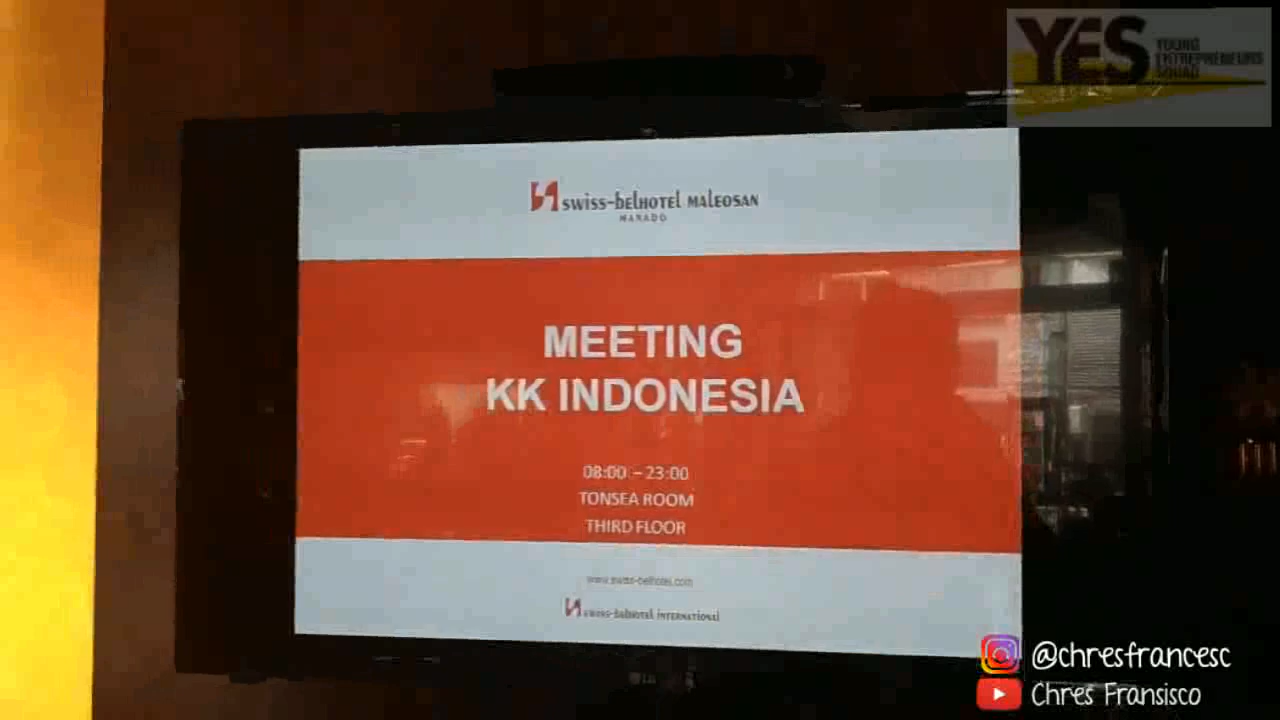 YES YOUNG
ENTREPRENEURS
SQUAD
swiss-belHOTEL MALEOSAN
MANADO
MEETING
KK INDONESIA
08:00 – 23:00
TONSEA ROOM
THIRD FLOOR
www.swiss-belhotel.com
swiss-belHOTEL INTERNATIONAL
@chresfrancesc
Chres Fransisco